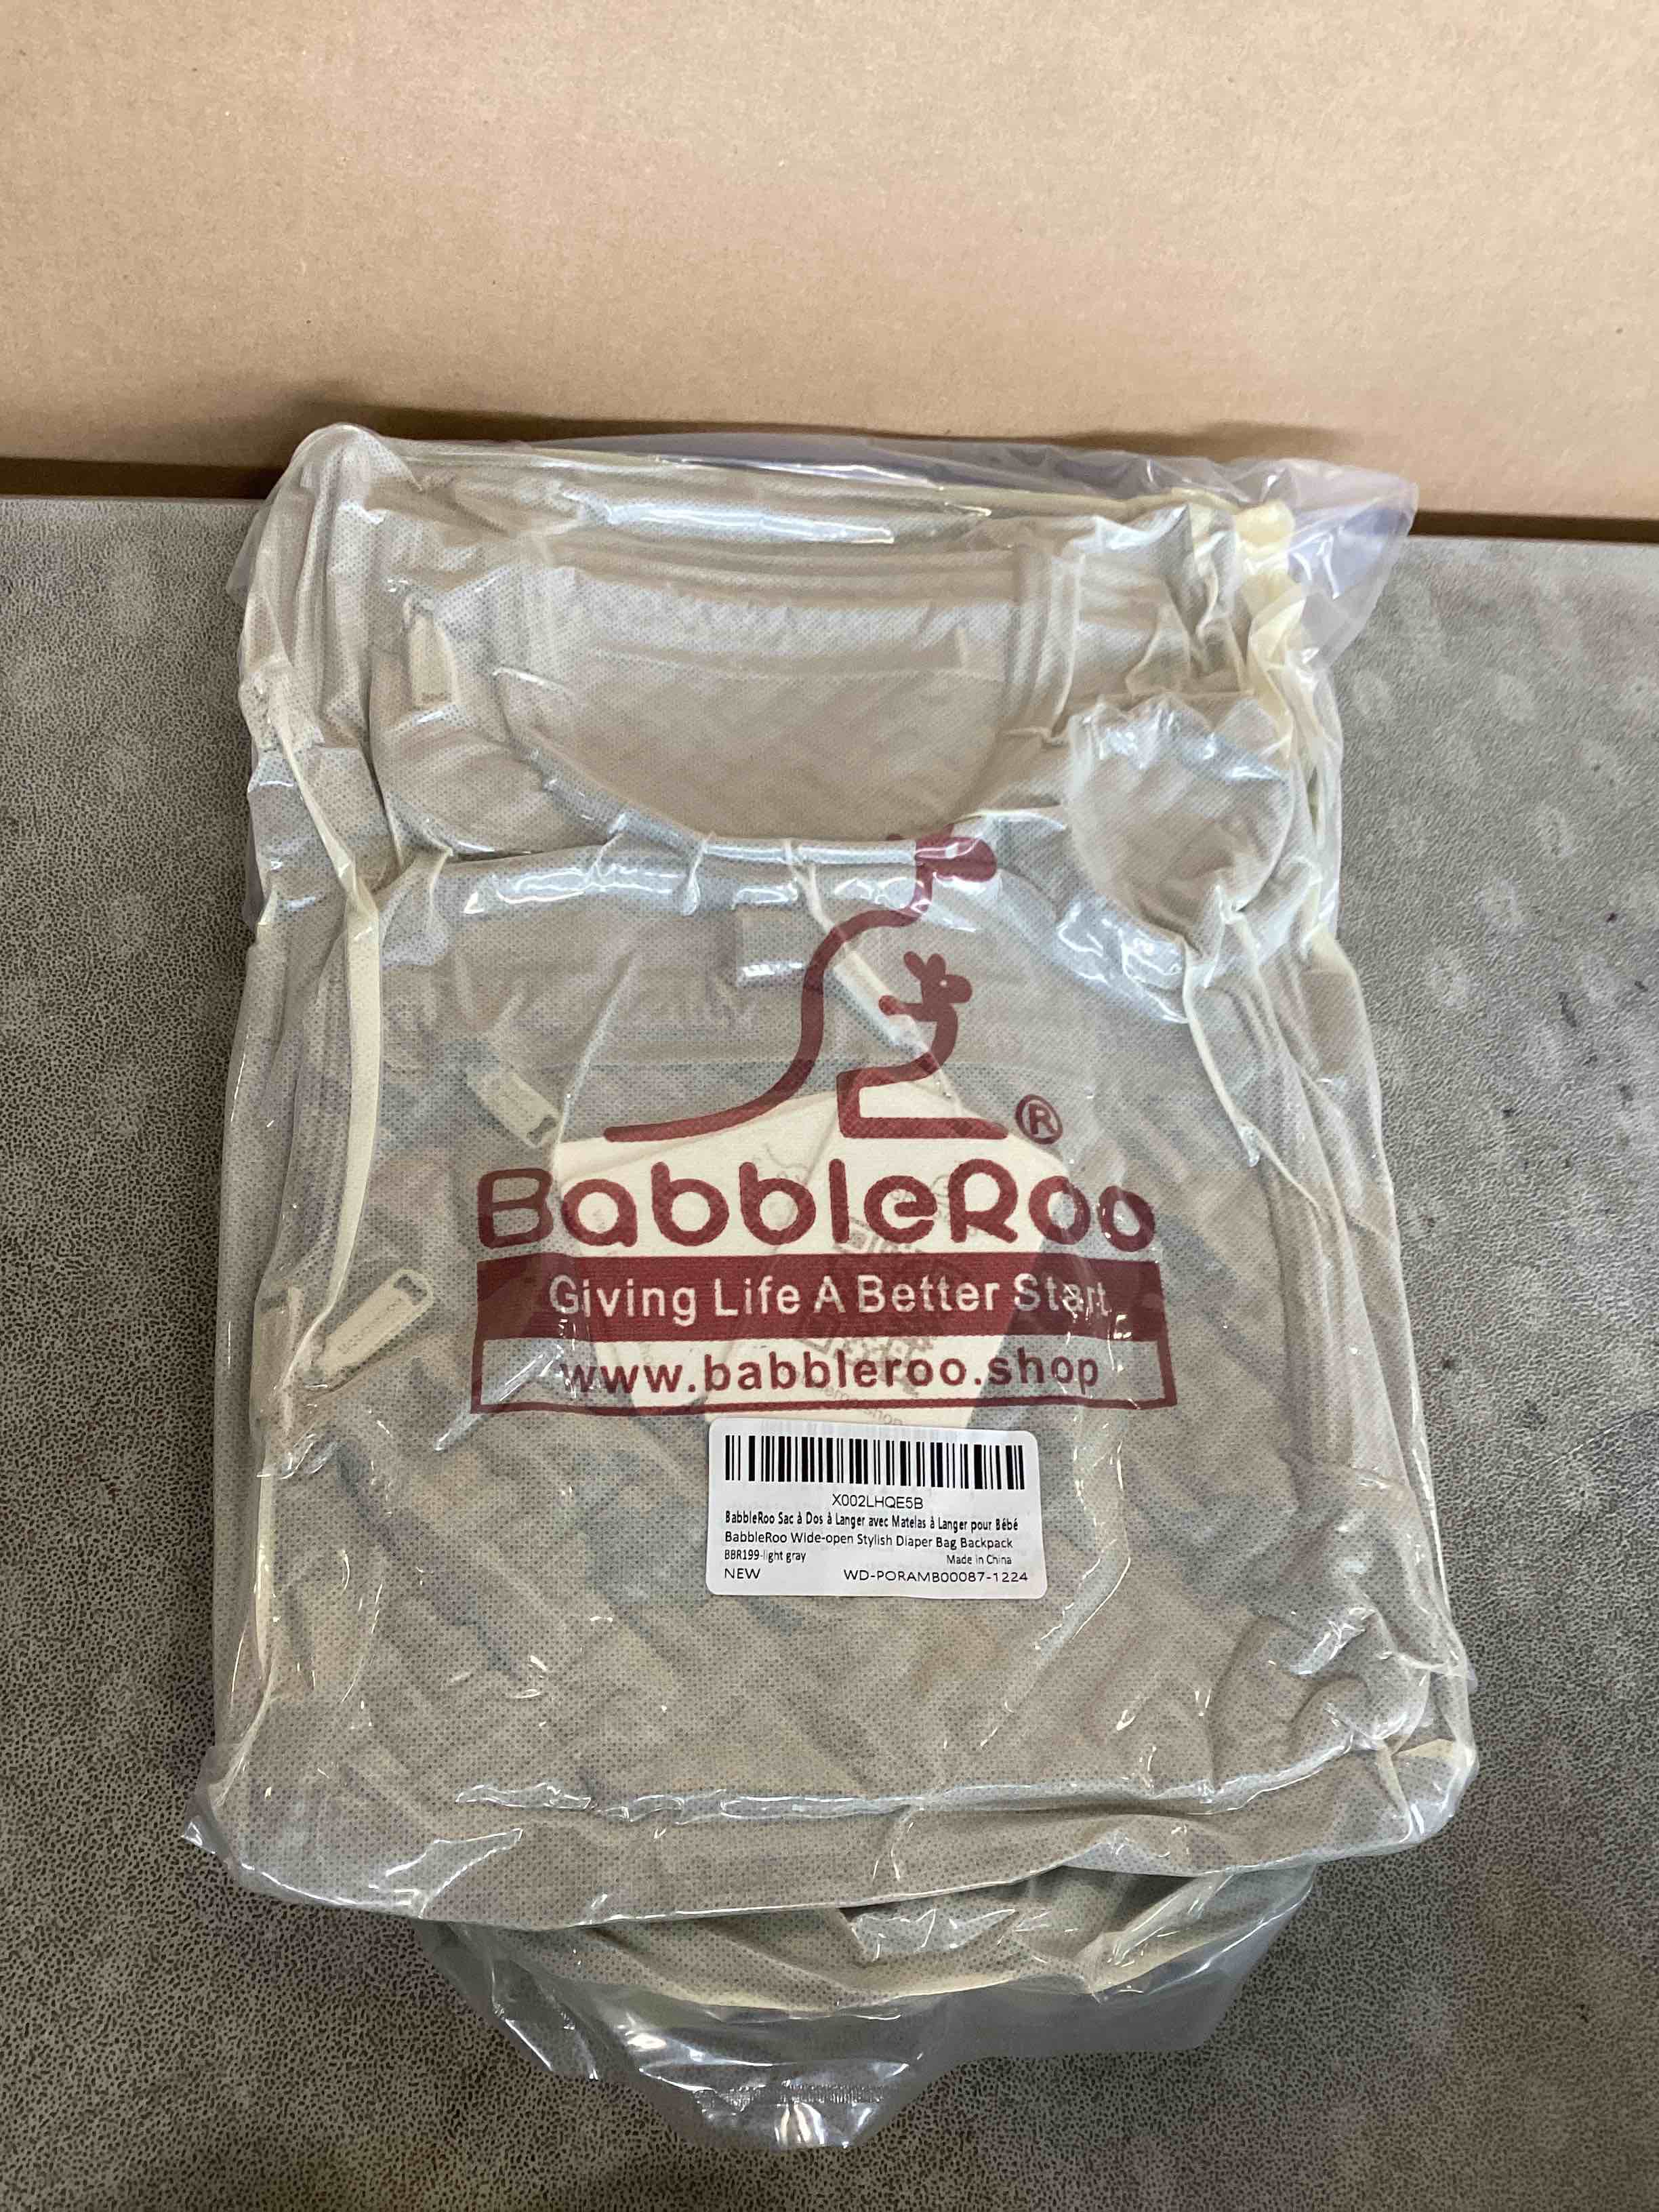 ®
BabbleRoo
Giving Life A Better Start
www.babbleroo.shop
X002LHQE5B
BabbleRoo Sac à Dos à Langer avec Matelas à Langer pour Bébé
BabbleRoo Wide-open Stylish Diaper Bag Backpack
BBR199-light gray Made in China
NEW WD-PORAMB00087-1224